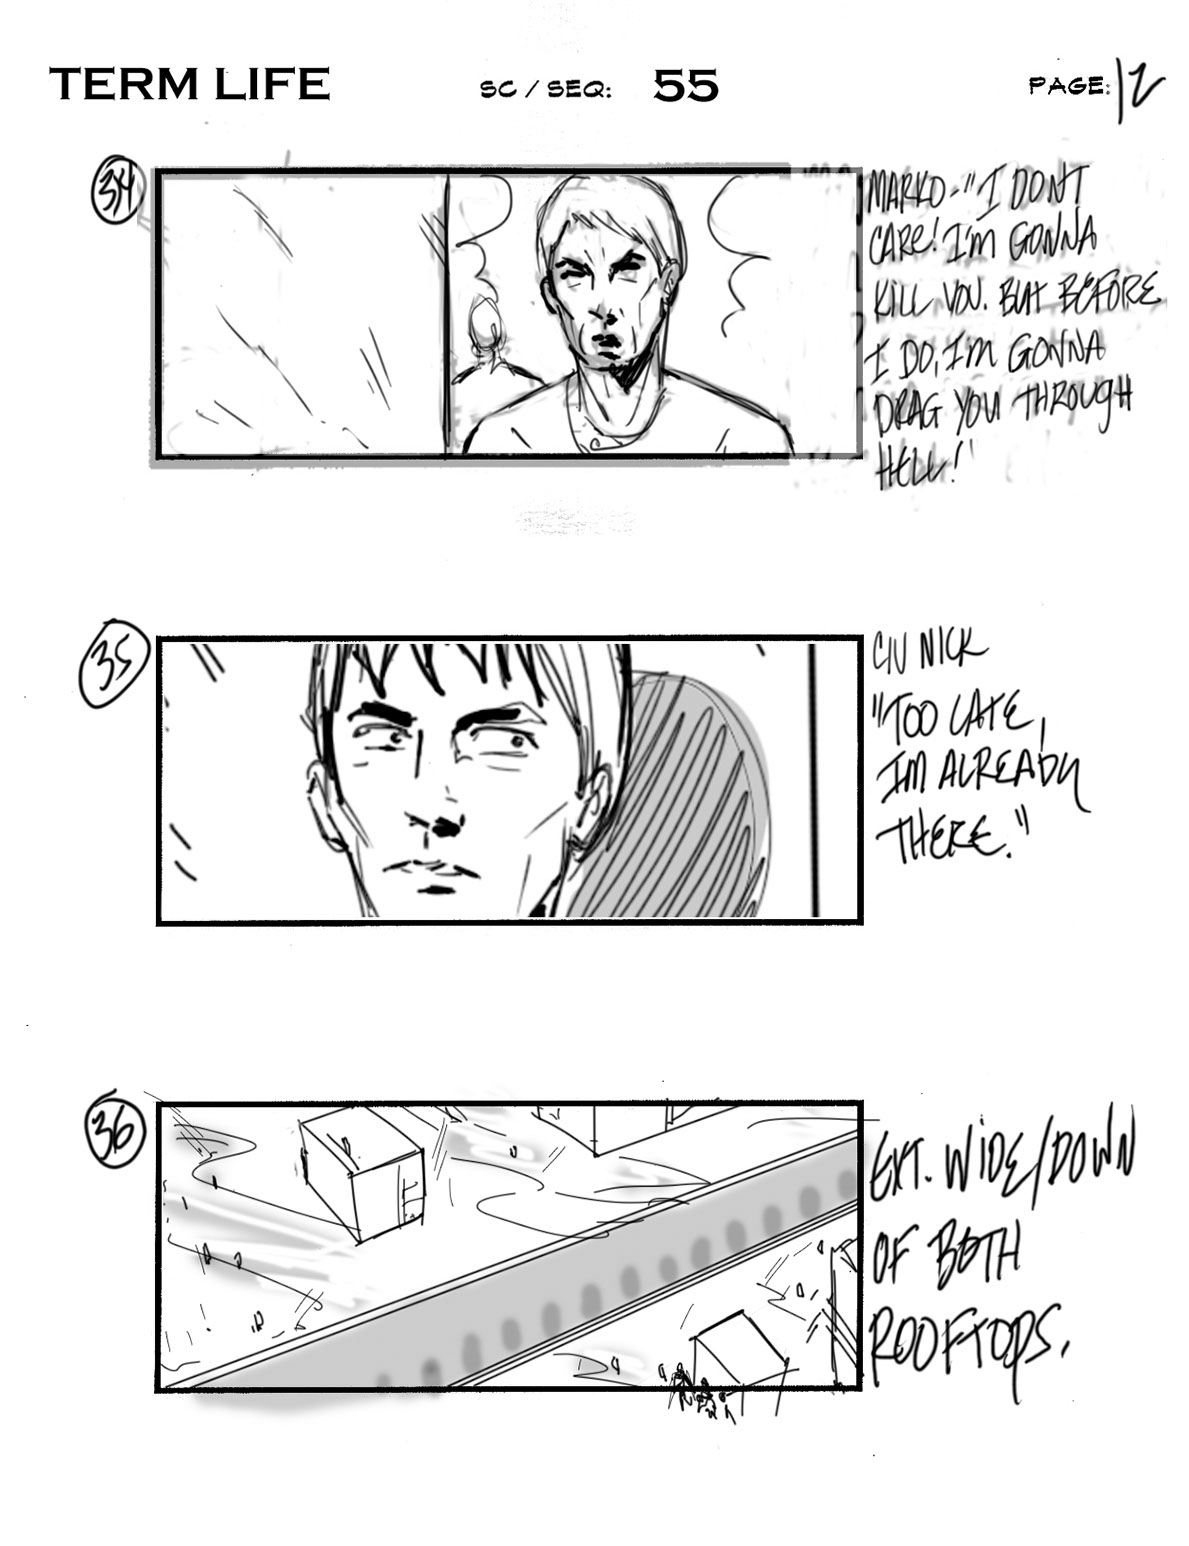 TERM LIFE
SC / SEQ: 55
PAGE: 12
34
MARKO-"I DONT
CARE! I'M GONNA
KILL YOU. BUT BEFORE
I DO, I'M GONNA
DRAG YOU THROUGH
HELL!"
35
C/U NICK
"TOO LATE,
IM ALREADY
THERE."
36
EXT. WIDE/DOWN
OF BOTH
ROOFTOPS.